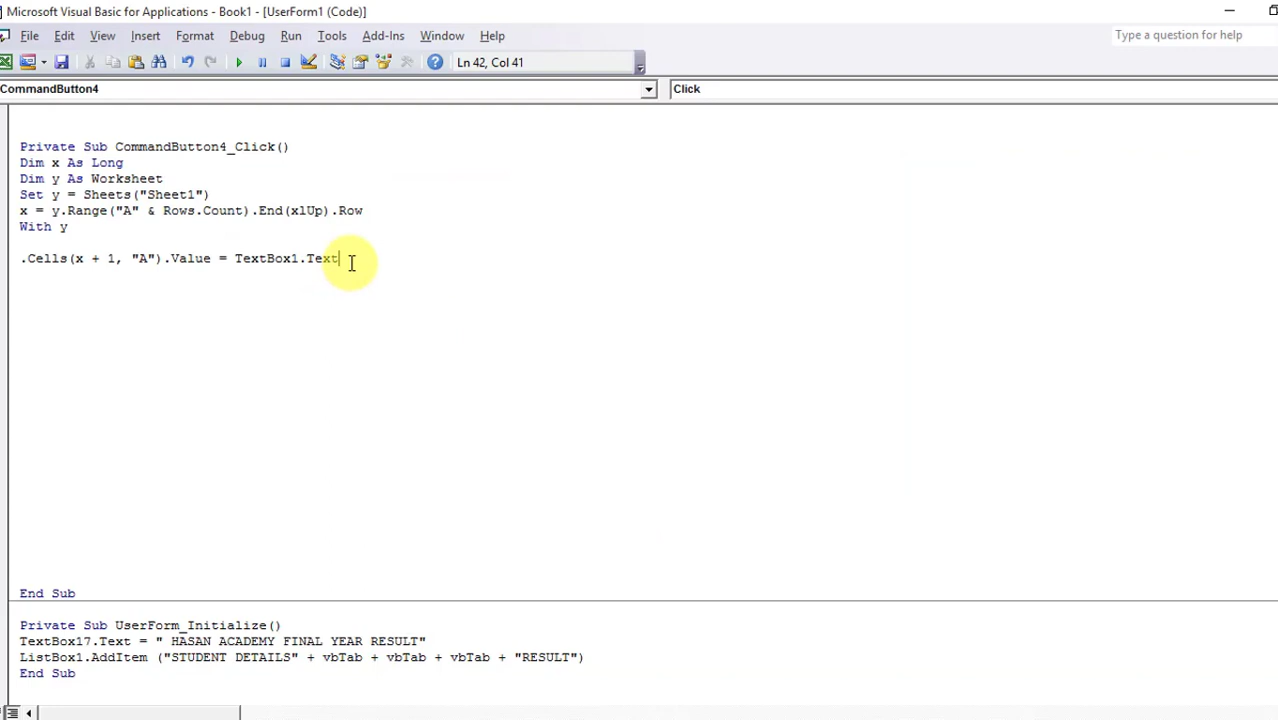 Microsoft Visual Basic for Applications - Book1 - [UserForm1 (Code)]
File Edit View Insert Format Debug Run Tools Add-Ins Window Help
Type a question for help
Ln 42, Col 41
CommandButton4
Click
Private Sub CommandButton4_Click()
Dim x As Long
Dim y As Worksheet
Set y = Sheets("Sheet1")
x = y.Range("A" & Rows.Count).End(xlUp).Row
With y
.Cells(x + 1, "A").Value = TextBox1.Text
End Sub
Private Sub UserForm_Initialize()
TextBox17.Text = " HASAN ACADEMY FINAL YEAR RESULT"
ListBox1.AddItem ("STUDENT DETAILS" + vbTab + vbTab + vbTab + "RESULT")
End Sub